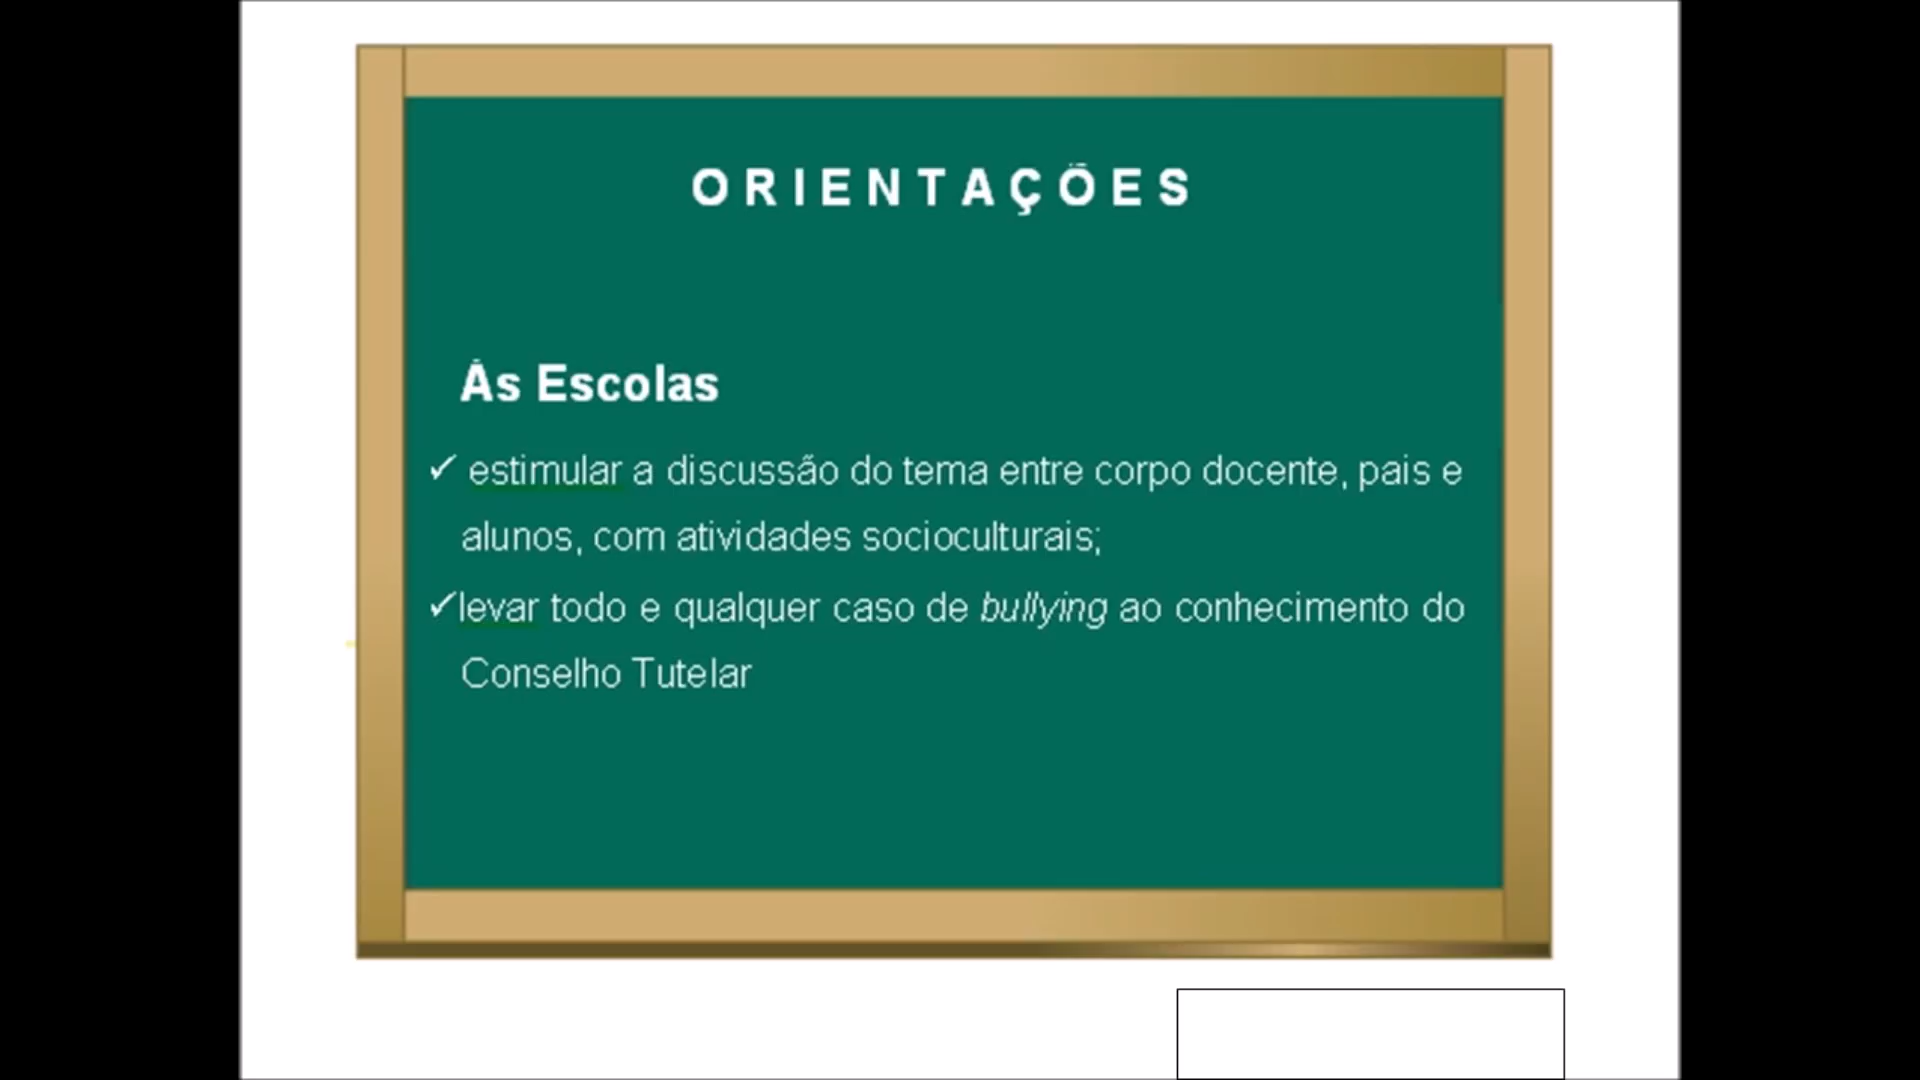 ORIENTAÇÕES
Às Escolas
✓ estimular a discussão do tema entre corpo docente, pais e
alunos, com atividades socioculturais;
✓levar todo e qualquer caso de bullying ao conhecimento do
Conselho Tutelar